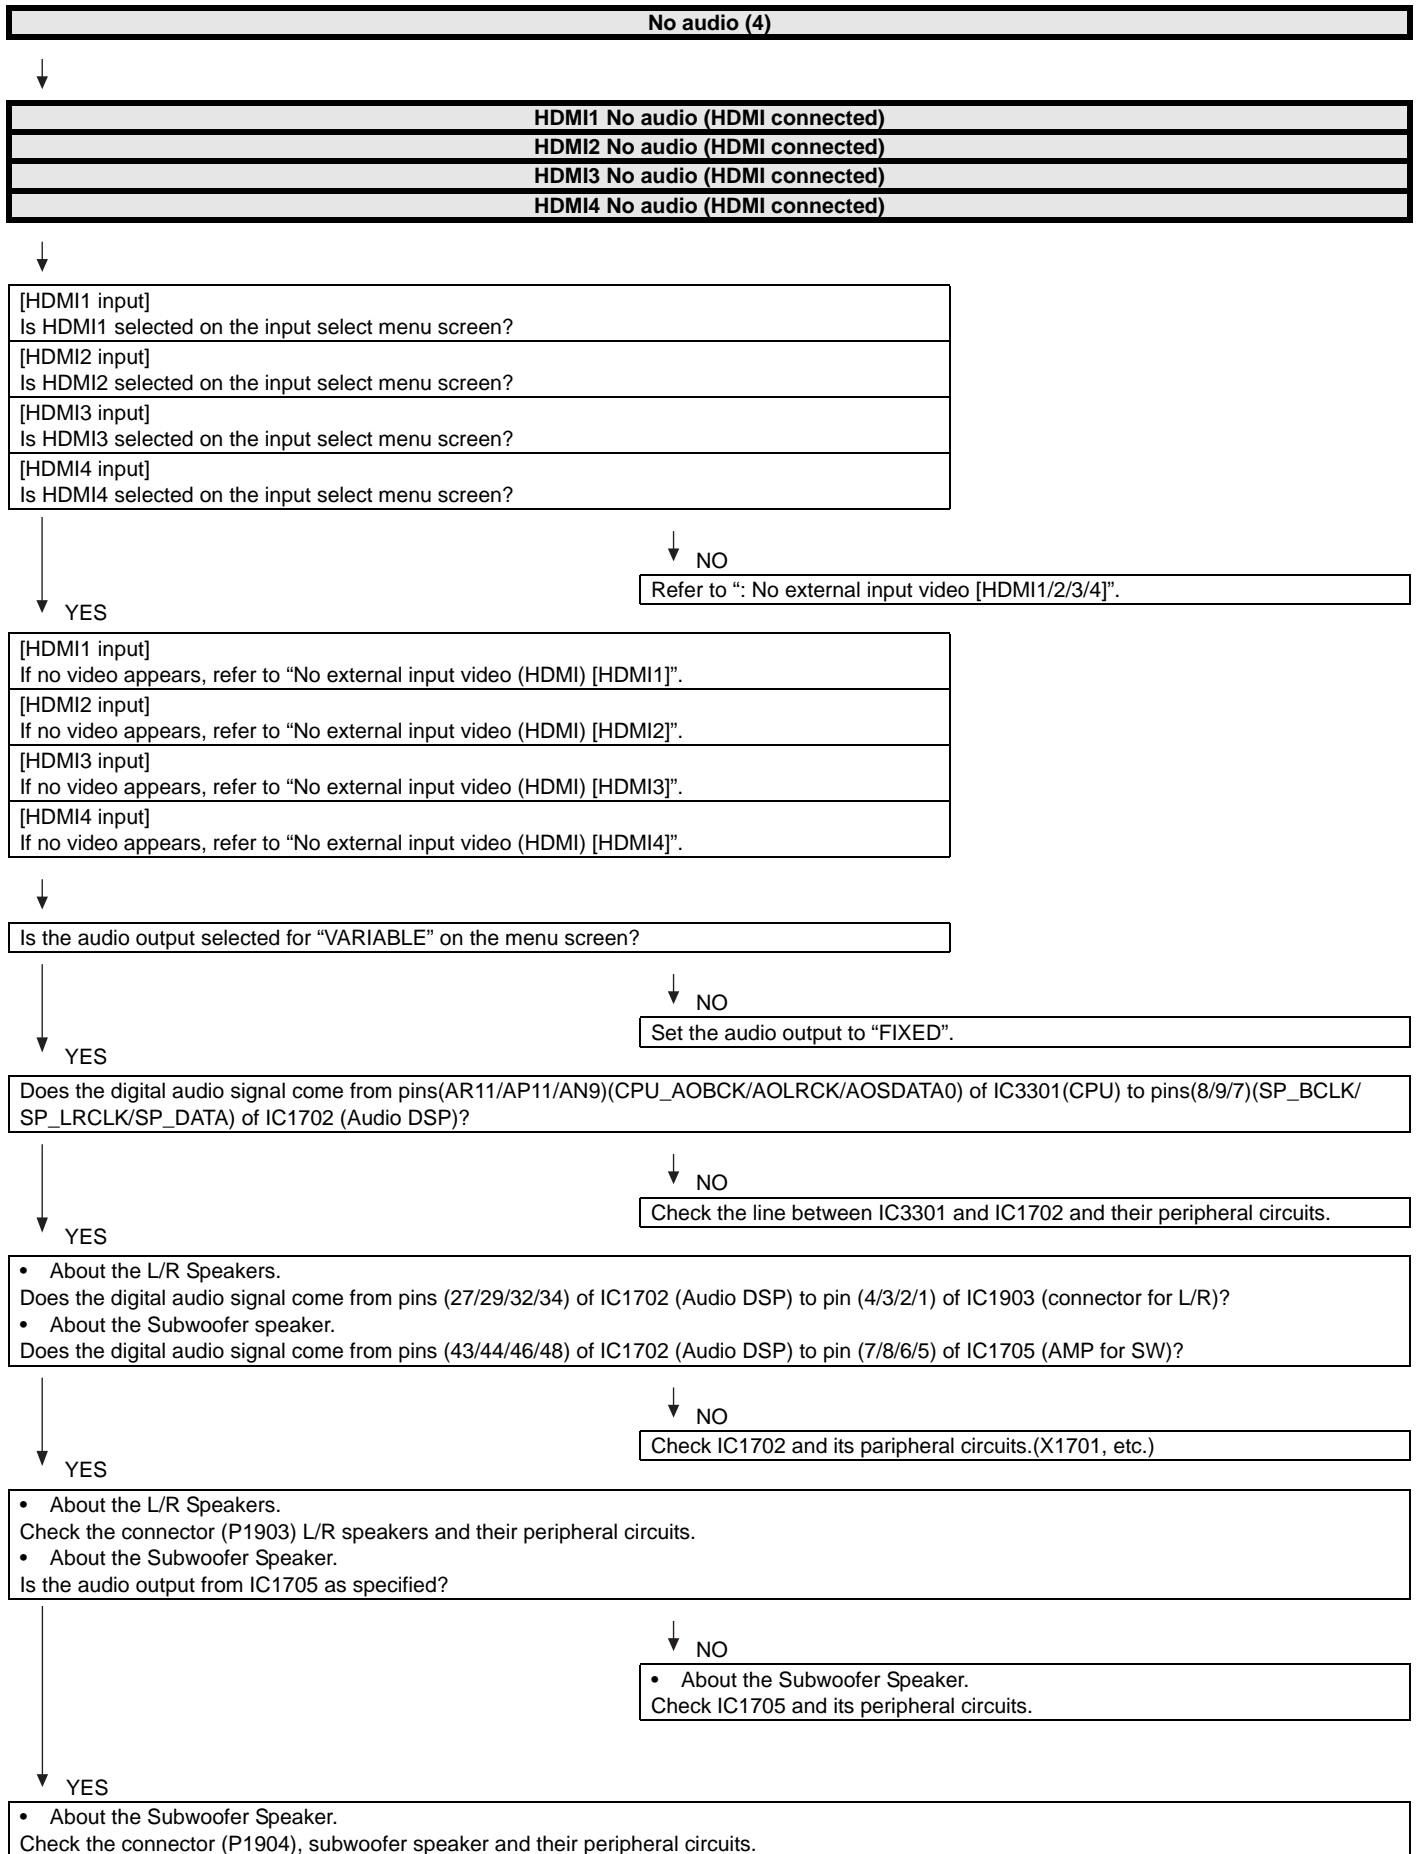 No audio (4)
HDMI1 No audio (HDMI connected)
HDMI2 No audio (HDMI connected)
HDMI3 No audio (HDMI connected)
HDMI4 No audio (HDMI connected)
[HDMI1 input]
Is HDMI1 selected on the input select menu screen?
[HDMI2 input]
Is HDMI2 selected on the input select menu screen?
[HDMI3 input]
Is HDMI3 selected on the input select menu screen?
[HDMI4 input]
Is HDMI4 selected on the input select menu screen?
NO
Refer to “: No external input video [HDMI1/2/3/4]”.
YES
[HDMI1 input]
If no video appears, refer to “No external input video (HDMI) [HDMI1]”.
[HDMI2 input]
If no video appears, refer to “No external input video (HDMI) [HDMI2]”.
[HDMI3 input]
If no video appears, refer to “No external input video (HDMI) [HDMI3]”.
[HDMI4 input]
If no video appears, refer to “No external input video (HDMI) [HDMI4]”.
Is the audio output selected for “VARIABLE” on the menu screen?
NO
Set the audio output to “FIXED”.
YES
Does the digital audio signal come from pins(AR11/AP11/AN9)(CPU_AOBCK/AOLRCK/AOSDATA0) of IC3301(CPU) to pins(8/9/7)(SP_BCLK/
SP_LRCLK/SP_DATA) of IC1702 (Audio DSP)?
NO
Check the line between IC3301 and IC1702 and their peripheral circuits.
YES
• About the L/R Speakers.
Does the digital audio signal come from pins (27/29/32/34) of IC1702 (Audio DSP) to pin (4/3/2/1) of IC1903 (connector for L/R)?
• About the Subwoofer speaker.
Does the digital audio signal come from pins (43/44/46/48) of IC1702 (Audio DSP) to pin (7/8/6/5) of IC1705 (AMP for SW)?
NO
Check IC1702 and its paripheral circuits.(X1701, etc.)
YES
• About the L/R Speakers.
Check the connector (P1903) L/R speakers and their peripheral circuits.
• About the Subwoofer Speaker.
Is the audio output from IC1705 as specified?
NO
• About the Subwoofer Speaker.
Check IC1705 and its peripheral circuits.
YES
• About the Subwoofer Speaker.
Check the connector (P1904), subwoofer speaker and their peripheral circuits.